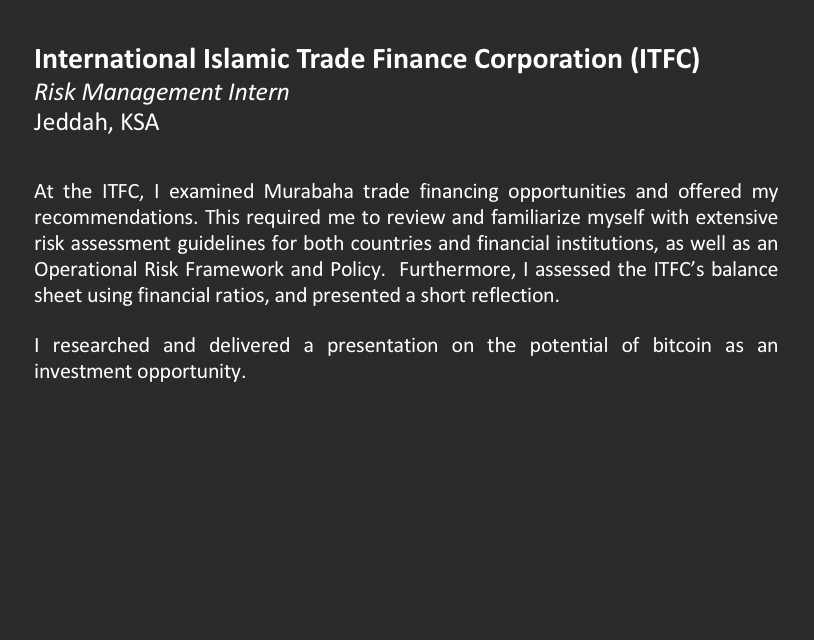 International Islamic Trade Finance Corporation (ITFC)
Risk Management Intern
Jeddah, KSA
At the ITFC, I examined Murabaha trade financing opportunities and offered my
recommendations. This required me to review and familiarize myself with extensive
risk assessment guidelines for both countries and financial institutions, as well as an
Operational Risk Framework and Policy.  Furthermore, I assessed the ITFC’s balance
sheet using financial ratios, and presented a short reflection.
I researched and delivered a presentation on the potential of bitcoin as an
investment opportunity.